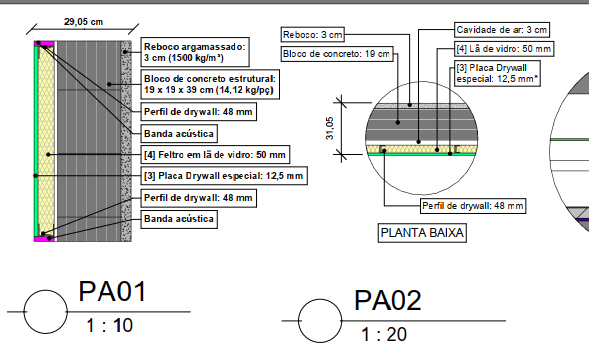 29,05 cm
Reboco argamassado:
3 cm (1500 kg/m³)
Bloco de concreto estrutural:
19 x 19 x 39 cm (14,12 kg/pç)
Perfil de drywall: 48 mm
Banda acústica
[4] Feltro em lã de vidro: 50 mm
[3] Placa Drywall especial: 12,5 mm
Perfil de drywall: 48 mm
Banda acústica
PA01
1 : 10
Reboco: 3 cm
Bloco de concreto: 19 cm
Cavidade de ar: 3 cm
[4] Lã de vidro: 50 mm
[3] Placa Drywall
especial: 12,5 mm*
31,05
Perfil de drywall: 48 mm
PLANTA BAIXA
PA02
1 : 20